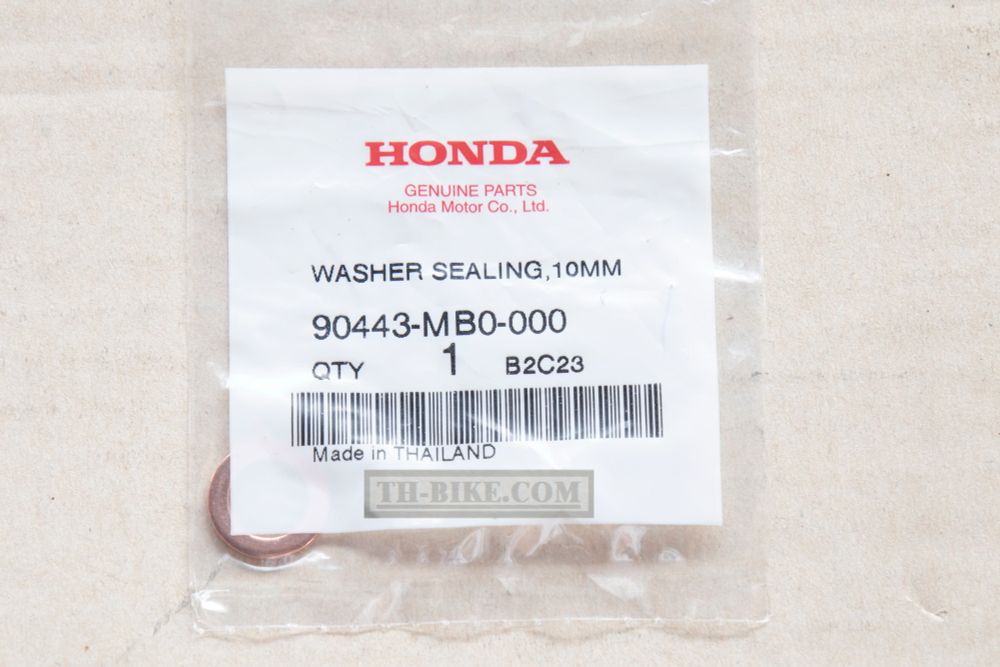 HONDA
GENUINE PARTS
Honda Motor Co., Ltd.
WASHER SEALING,10MM
90443-MB0-000
QTY 1 B2C23
Made in THAILAND
TH-BIKE.COM